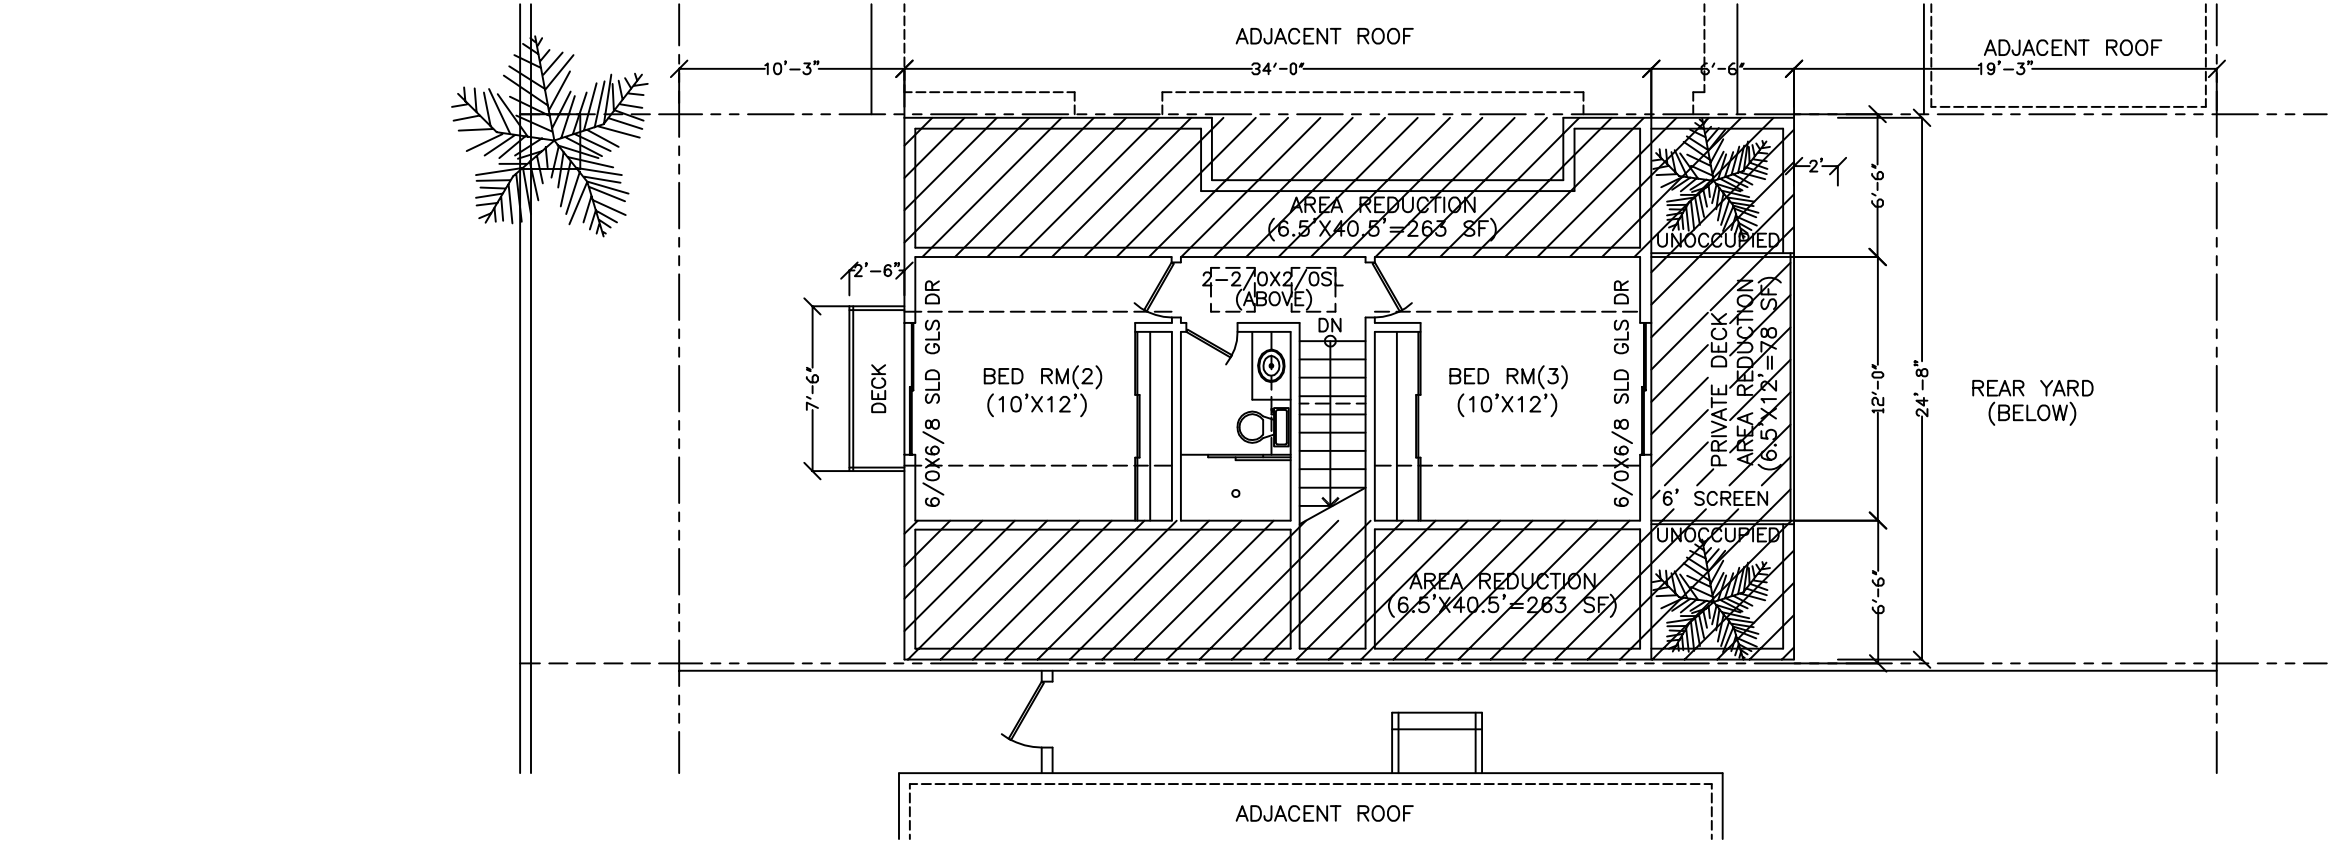 ADJACENT ROOF
ADJACENT ROOF
10'-3"
34'-0"
6'-6"
19'-3"
2'
6'-6"
AREA REDUCTION
(6.5'X40.5'=263 SF)
UNOCCUPIED
2'-6"
2-2/0X2/0SL
(ABOVE)
DN
7'-6"
DECK
6/0X6/8 SLD GLS DR
BED RM(2)
(10'X12')
BED RM(3)
(10'X12')
6/0X6/8 SLD GLS DR
PRIVATE DECK
AREA REDUCTION
(6.5'X12'=78 SF)
12'-0"
24'-8"
REAR YARD
(BELOW)
6' SCREEN
UNOCCUPIED
AREA REDUCTION
(6.5'X40.5'=263 SF)
6'-6"
ADJACENT ROOF